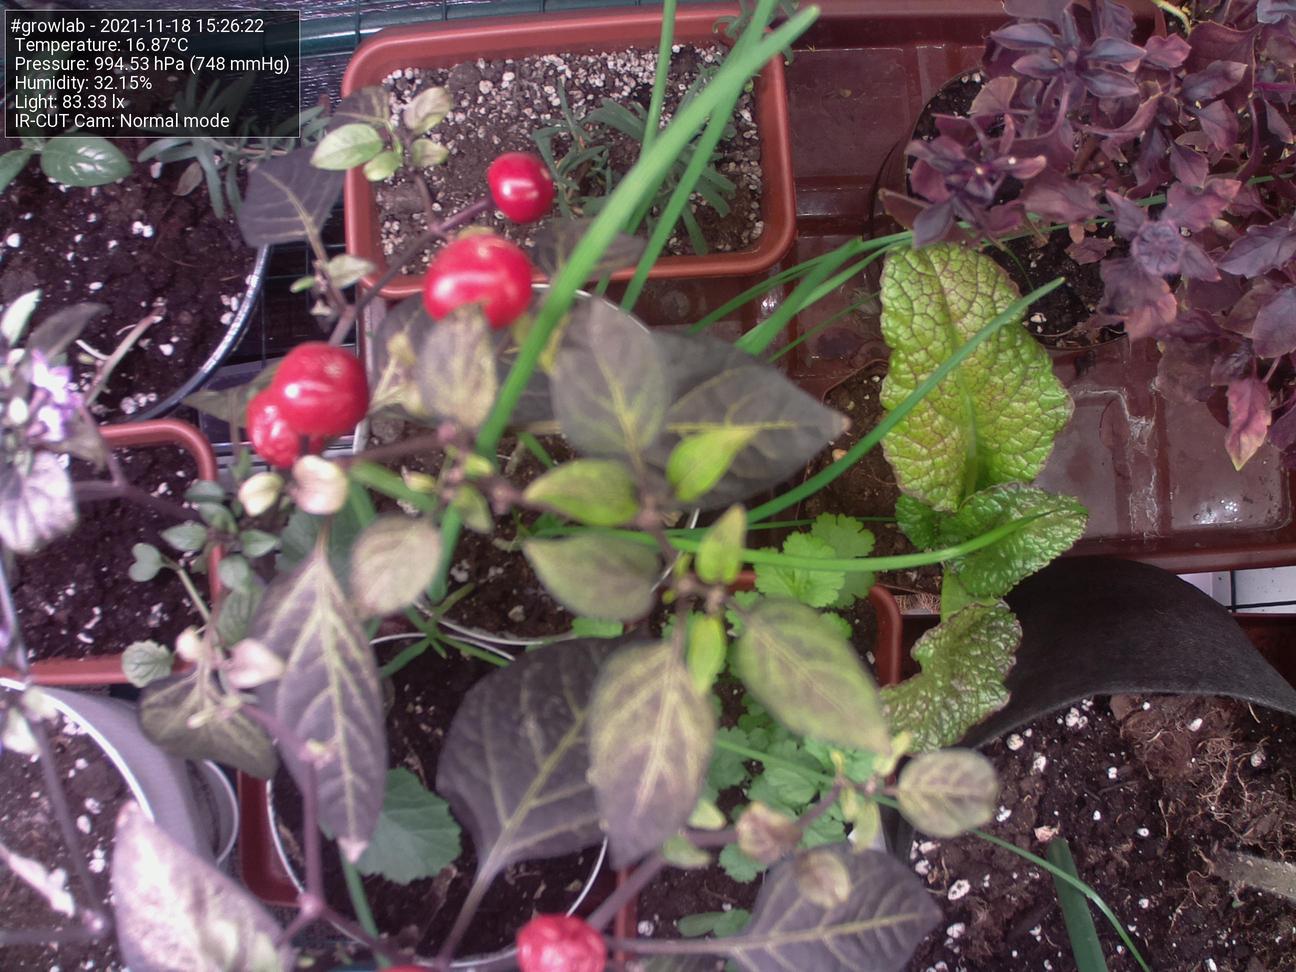 #growlab - 2021-11-18 15:26:22
Temperature: 16.87°C
Pressure: 994.53 hPa (748 mmHg)
Humidity: 32.15%
Light: 83.33 lx
IR-CUT Cam: Normal mode